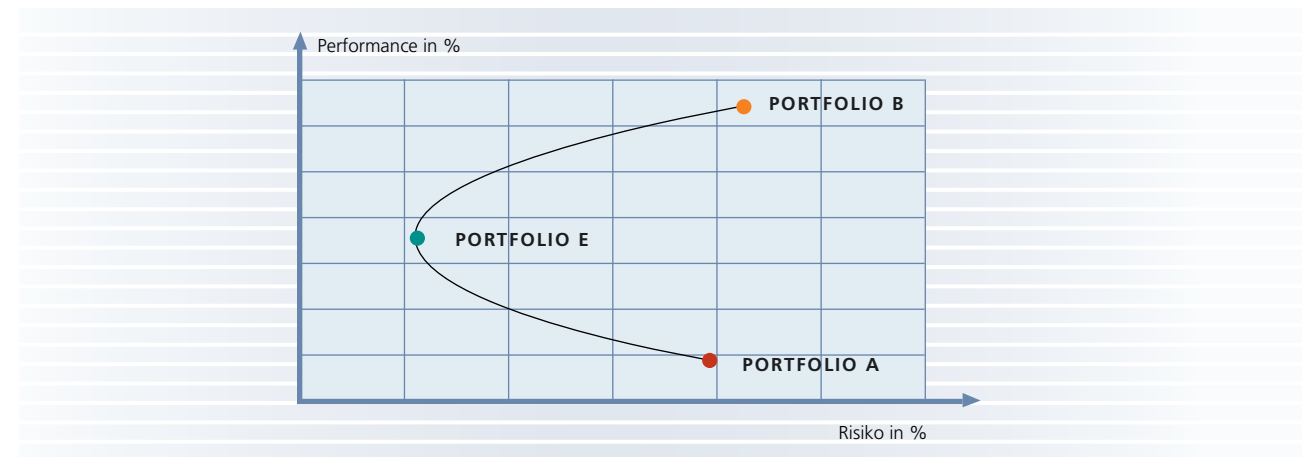 Performance in %
PORTFOLIO B
PORTFOLIO E
PORTFOLIO A
Risiko in %